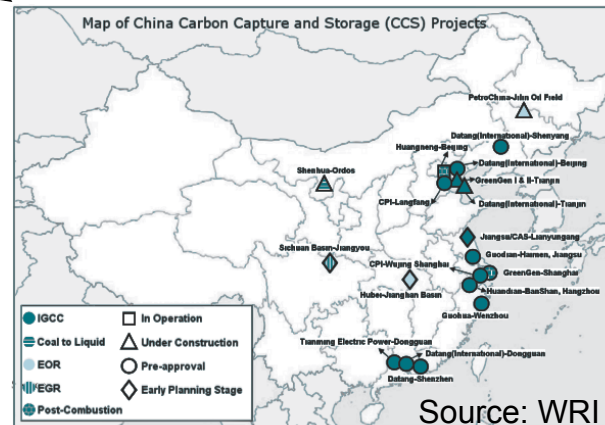 Map of China Carbon Capture and Storage (CCS) Projects
PetroChina-Jilin Oil Field
Datang(International)-Shenyang
Huangneng-Beijing
Datang(International)-Beijing
GreenGen I & II-Tianjin
Shenhua-Ordos
CPI-Langfang
Datang(International)-Tianjin
Jiangsu/CAS-Lianyungang
Sichuan Basin-Jiangyou
Guodian-Haimen, Jiangsu
CPI-Wujing Shanghai
GreenGen-Shanghai
Hubei-Jianghan Basin
Huandian-BanShan, Hangzhou
Guohua-Wenzhou
Tianming Electric Power-Dongguan
Datang(International)-Dongguan
Datang-Shenzhen
IGCC
In Operation
Coal to Liquid
Under Construction
EOR
Pre-approval
EGR
Early Planning Stage
Post-Combustion
Source: WRI